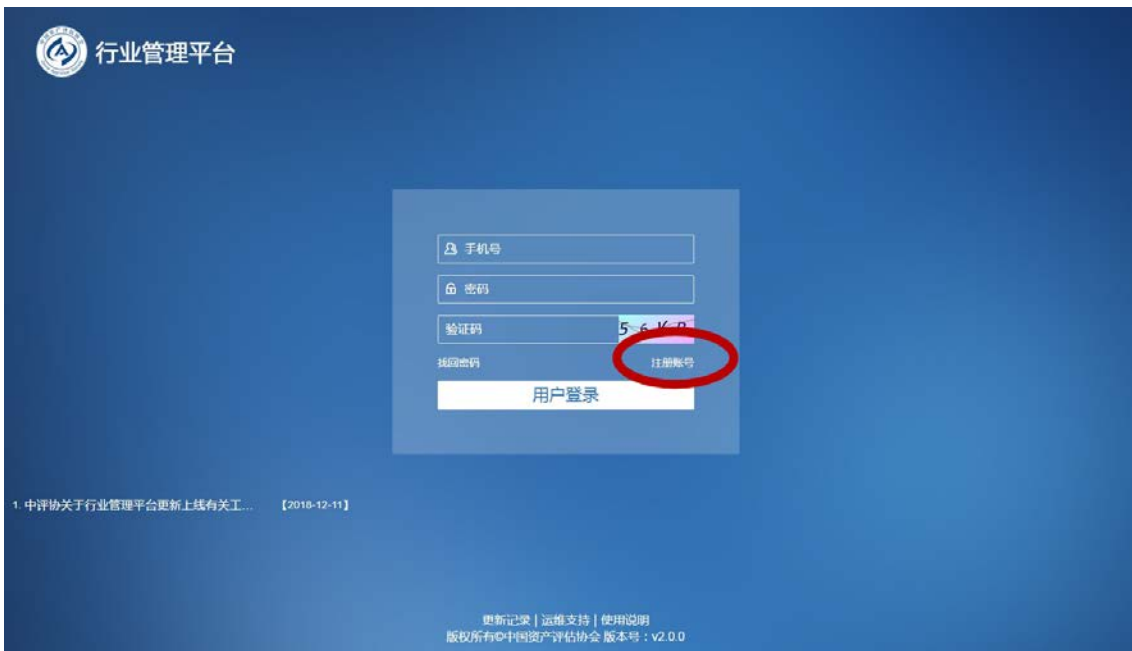 行业管理平台
手机号
密码
验证码
找回密码 注册账号
用户登录
1. 中评协关于行业管理平台更新上线有关工... 【2018-12-11】
更新记录 | 运维支持 | 使用说明
版权所有©中国资产评估协会 版本号：v2.0.0